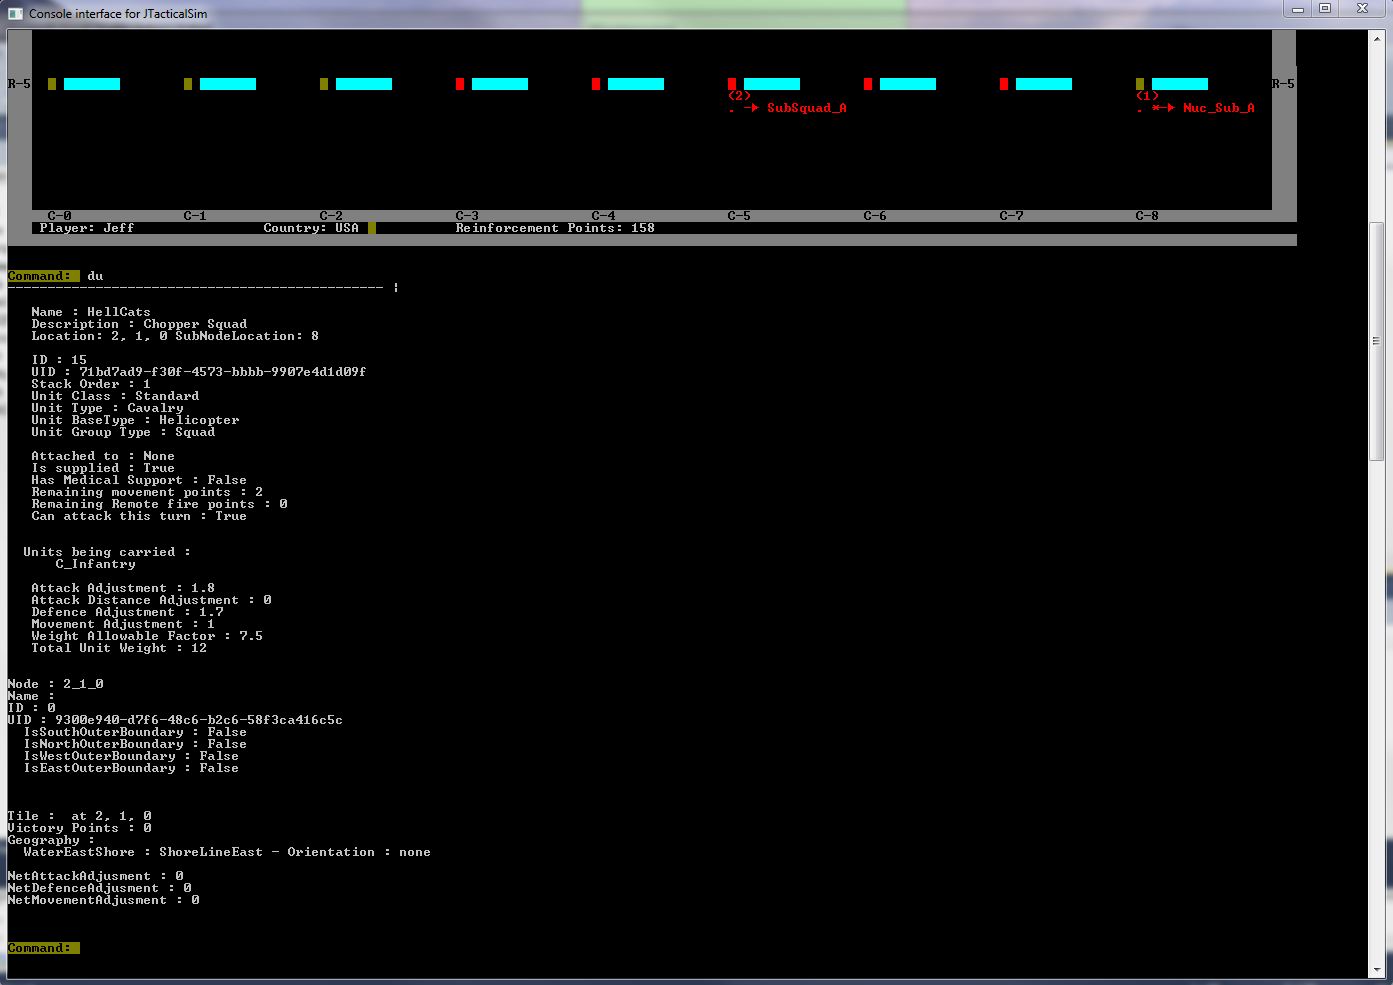 Console interface for JTacticalSim
R-5 R-5
(2) (1)
. -> SubSquad_A . *-> Nuc_Sub_A
C-0 C-1 C-2 C-3 C-4 C-5 C-6 C-7 C-8
Player: Jeff Country: USA Reinforcement Points: 158
Command: du
----------------------------------------------- ¦
Name : HellCats
Description : Chopper Squad
Location: 2, 1, 0 SubNodeLocation: 8
ID : 15
UID : 71bd7ad9-f30f-4573-bbbb-9907e4d1d09f
Stack Order : 1
Unit Class : Standard
Unit Type : Cavalry
Unit BaseType : Helicopter
Unit Group Type : Squad
Attached to : None
Is supplied : True
Has Medical Support : False
Remaining movement points : 2
Remaining Remote fire points : 0
Can attack this turn : True
Units being carried :
C_Infantry
Attack Adjustment : 1.8
Attack Distance Adjustment : 0
Defence Adjustment : 1.7
Movement Adjustment : 1
Weight Allowable Factor : 7.5
Total Unit Weight : 12
Node : 2_1_0
Name :
ID : 0
UID : 9300e940-d7f6-48c6-b2c6-58f3ca416c5c
IsSouthOuterBoundary : False
IsNorthOuterBoundary : False
IsWestOuterBoundary : False
IsEastOuterBoundary : False
Tile : at 2, 1, 0
Victory Points : 0
Geography :
WaterEastShore : ShoreLineEast - Orientation : none
NetAttackAdjusment : 0
NetDefenceAdjusment : 0
NetMovementAdjusment : 0
Command: